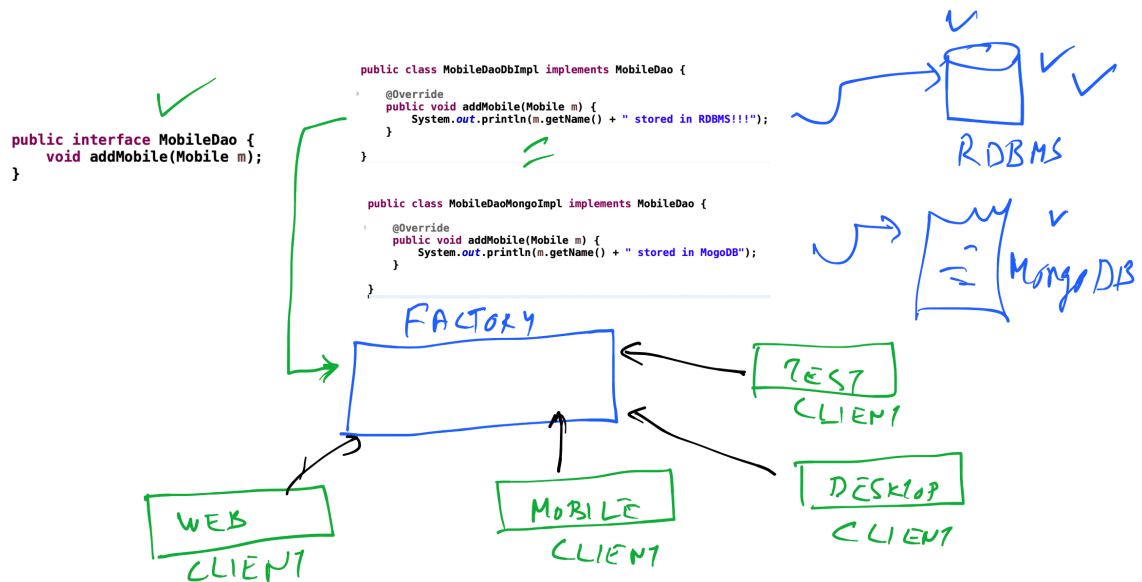 public interface MobileDao {
void addMobile(Mobile m);
}
public class MobileDaoDbImpl implements MobileDao {
@Override
public void addMobile(Mobile m) {
System.out.println(m.getName() + " stored in RDBMS!!!");
}
}
RDBMS
public class MobileDaoMongoImpl implements MobileDao {
@Override
public void addMobile(Mobile m) {
System.out.println(m.getName() + " stored in MogoDB");
}
}
MongoDB
FACTORY
TEST
CLIENT
DESKTOP
CLIENT
MOBILE
CLIENT
WEB
CLIENT